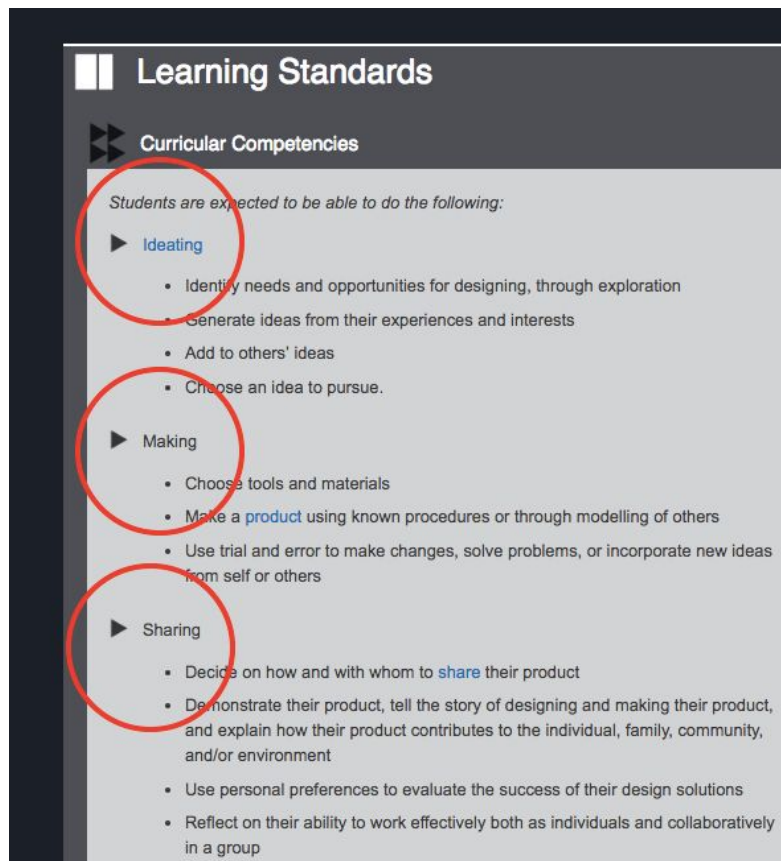 Learning Standards
Curricular Competencies
Students are expected to be able to do the following:
Ideating
• Identify needs and opportunities for designing, through exploration
• Generate ideas from their experiences and interests
• Add to others' ideas
• Choose an idea to pursue.
Making
• Choose tools and materials
• Make a product using known procedures or through modelling of others
• Use trial and error to make changes, solve problems, or incorporate new ideas
from self or others
Sharing
• Decide on how and with whom to share their product
• Demonstrate their product, tell the story of designing and making their product,
and explain how their product contributes to the individual, family, community,
and/or environment
• Use personal preferences to evaluate the success of their design solutions
• Reflect on their ability to work effectively both as individuals and collaboratively
in a group